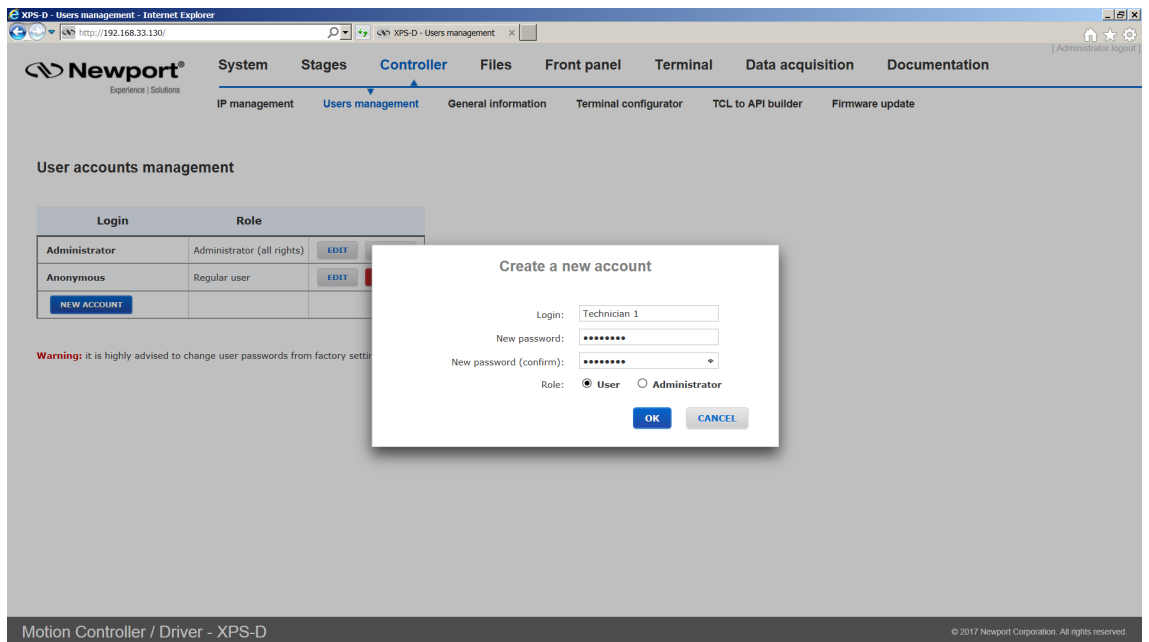 XPS-D - Users management - Internet Explorer
http://192.168.33.130/
XPS-D - Users management
[ Administrator logout ]
Newport®
Experience | Solutions
System Stages Controller Files Front panel Terminal Data acquisition Documentation
IP management Users management General information Terminal configurator TCL to API builder Firmware update
User accounts management
Login Role
Administrator Administrator (all rights) EDIT
Anonymous Regular user EDIT
NEW ACCOUNT
Warning: it is highly advised to change user passwords from factory
Create a new account
Login: Technician 1
New password: ••••••••
New password (confirm): ••••••••
Role: User Administrator
OK CANCEL
Motion Controller / Driver - XPS-D
© 2017 Newport Corporation. All rights reserved.